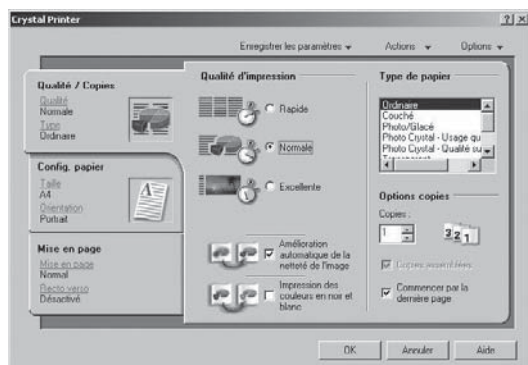 Crystal Printer
Enregistrer les paramètres
Actions
Options
Qualité / Copies
Qualité
Normale
Type
Ordinaire
Config. papier
Taille
A4
Orientation
Portrait
Mise en page
Mise en page
Normal
Recto verso
Désactivé
Qualité d'impression
Rapide
Normale
Excellente
Amélioration
automatique de la
netteté de l'image
Impression des
couleurs en noir et
blanc
Type de papier
Ordinaire
Couché
Photo/Glacé
Photo Crystal - Usage qu
Photo Crystal - Qualité su
Options copies
Copies :
1
3 2 1
Copies assemblées
Commencer par la
dernière page
OK
Annuler
Aide